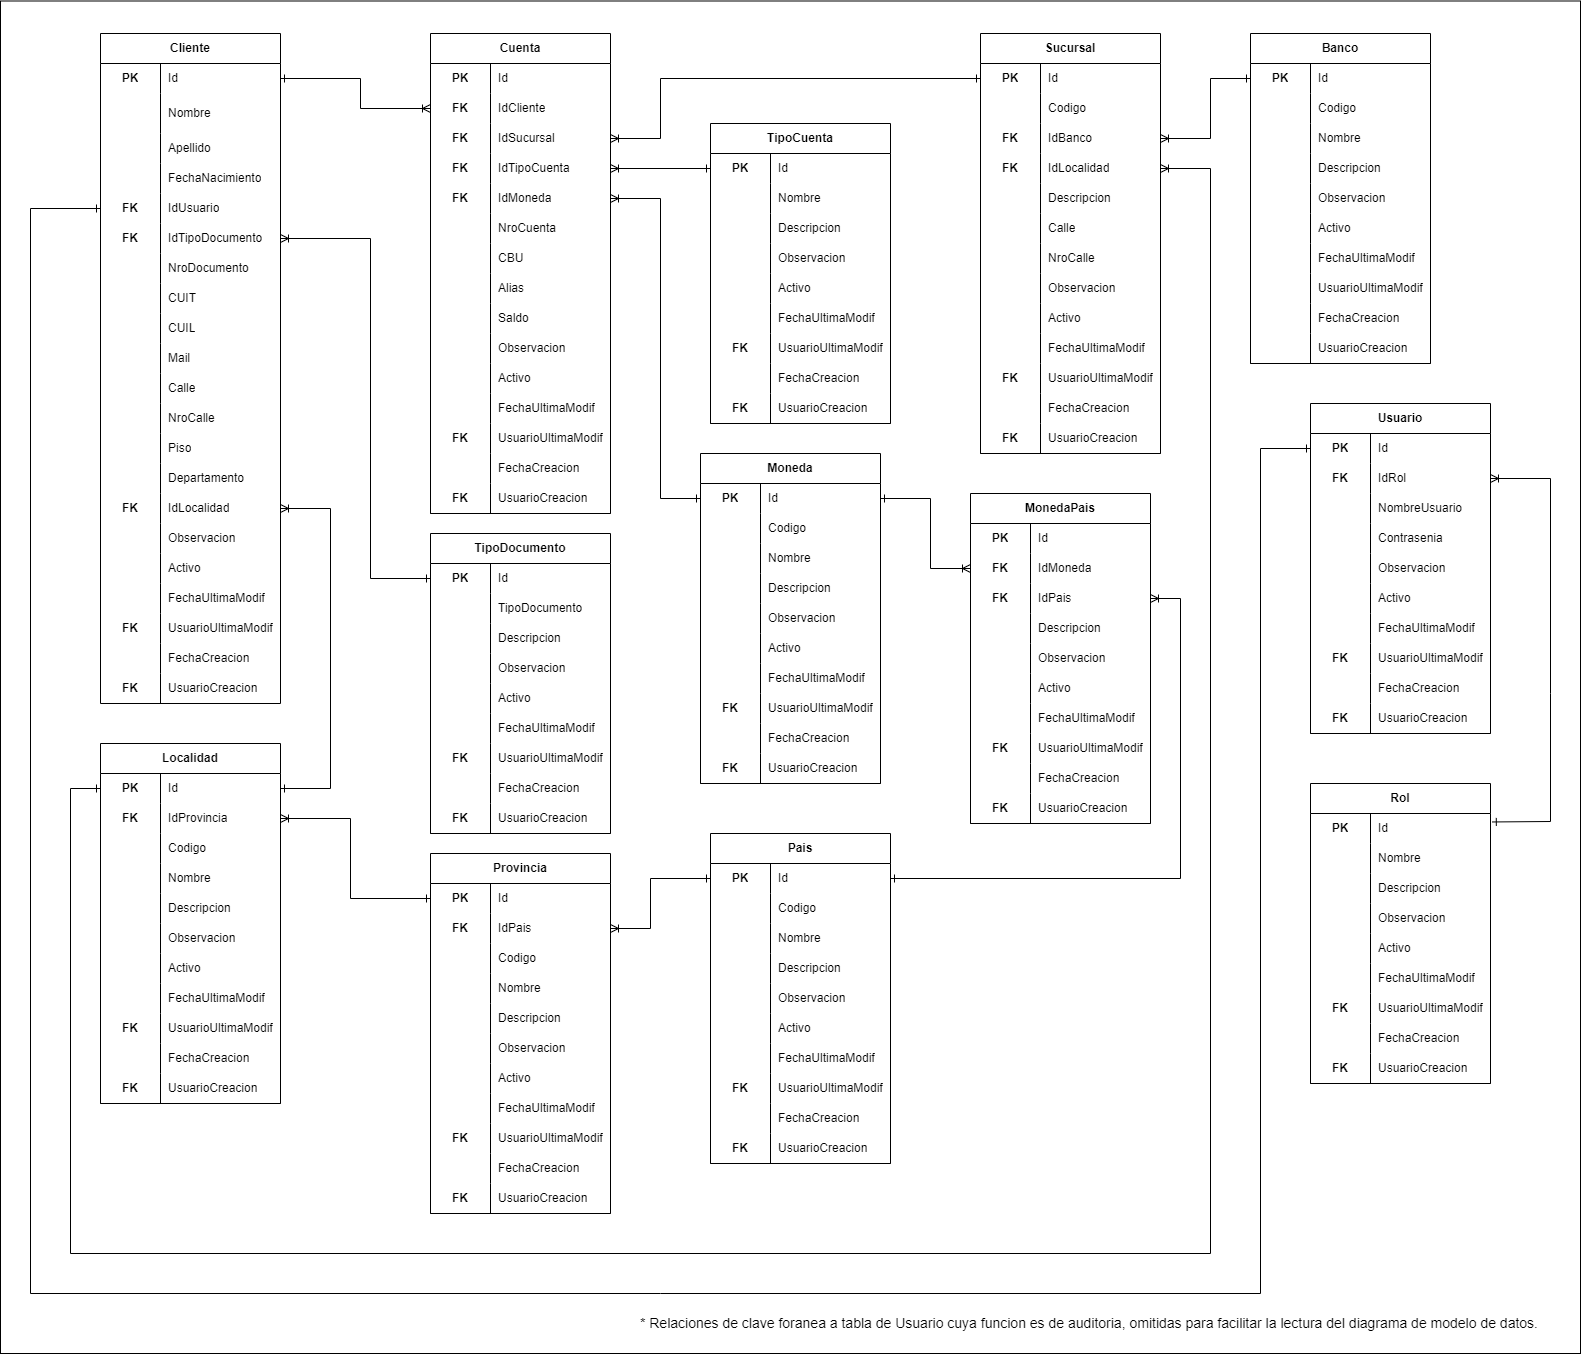 Cliente
PK Id
Nombre
Apellido
FechaNacimiento
FK IdUsuario
FK IdTipoDocumento
NroDocumento
CUIT
CUIL
Mail
Calle
NroCalle
Piso
Departamento
FK IdLocalidad
Observacion
Activo
FechaUltimaModif
FK UsuarioUltimaModif
FechaCreacion
FK UsuarioCreacion
Cuenta
PK Id
FK IdCliente
FK IdSucursal
FK IdTipoCuenta
FK IdMoneda
NroCuenta
CBU
Alias
Saldo
Observacion
Activo
FechaUltimaModif
FK UsuarioUltimaModif
FechaCreacion
FK UsuarioCreacion
TipoCuenta
PK Id
Nombre
Descripcion
Observacion
Activo
FechaUltimaModif
FK UsuarioUltimaModif
FechaCreacion
FK UsuarioCreacion
Sucursal
PK Id
Codigo
FK IdBanco
FK IdLocalidad
Descripcion
Calle
NroCalle
Observacion
Activo
FechaUltimaModif
FK UsuarioUltimaModif
FechaCreacion
FK UsuarioCreacion
Banco
PK Id
Codigo
Nombre
Descripcion
Observacion
Activo
FechaUltimaModif
UsuarioUltimaModif
FechaCreacion
UsuarioCreacion
Usuario
PK Id
FK IdRol
NombreUsuario
Contrasenia
Observacion
Activo
FechaUltimaModif
FK UsuarioUltimaModif
FechaCreacion
FK UsuarioCreacion
Moneda
PK Id
Codigo
Nombre
Descripcion
Observacion
Activo
FechaUltimaModif
FK UsuarioUltimaModif
FechaCreacion
FK UsuarioCreacion
MonedaPais
PK Id
FK IdMoneda
FK IdPais
Descripcion
Observacion
Activo
FechaUltimaModif
FK UsuarioUltimaModif
FechaCreacion
FK UsuarioCreacion
TipoDocumento
PK Id
TipoDocumento
Descripcion
Observacion
Activo
FechaUltimaModif
FK UsuarioUltimaModif
FechaCreacion
FK UsuarioCreacion
Localidad
PK Id
FK IdProvincia
Codigo
Nombre
Descripcion
Observacion
Activo
FechaUltimaModif
FK UsuarioUltimaModif
FechaCreacion
FK UsuarioCreacion
Provincia
PK Id
FK IdPais
Codigo
Nombre
Descripcion
Observacion
Activo
FechaUltimaModif
FK UsuarioUltimaModif
FechaCreacion
FK UsuarioCreacion
Pais
PK Id
Codigo
Nombre
Descripcion
Observacion
Activo
FechaUltimaModif
FK UsuarioUltimaModif
FechaCreacion
FK UsuarioCreacion
Rol
PK Id
Nombre
Descripcion
Observacion
Activo
FechaUltimaModif
FK UsuarioUltimaModif
FechaCreacion
FK UsuarioCreacion
* Relaciones de clave foranea a tabla de Usuario cuya funcion es de auditoria, omitidas para facilitar la lectura del diagrama de modelo de datos.